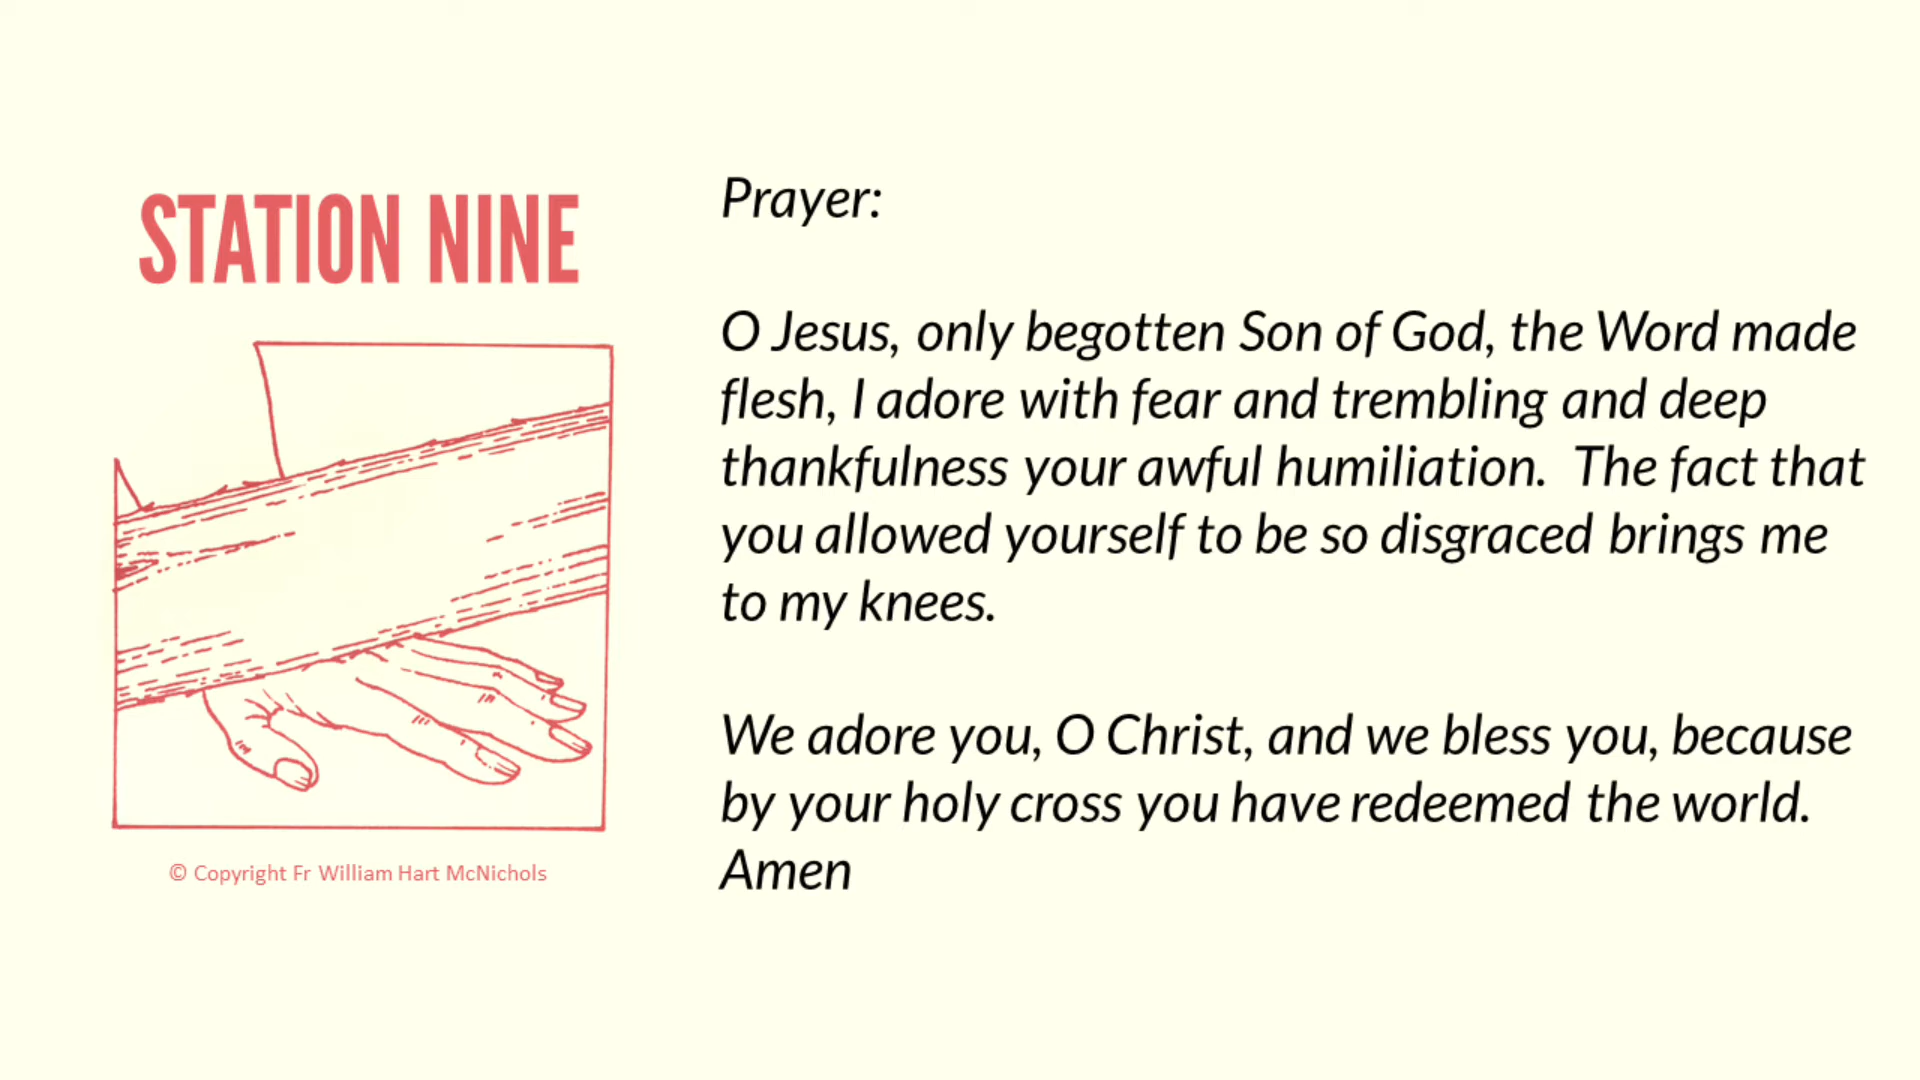 STATION NINE
© Copyright Fr William Hart McNichols
Prayer:
O Jesus, only begotten Son of God, the Word made
flesh, I adore with fear and trembling and deep
thankfulness your awful humiliation.  The fact that
you allowed yourself to be so disgraced brings me
to my knees.
We adore you, O Christ, and we bless you, because
by your holy cross you have redeemed the world.
Amen